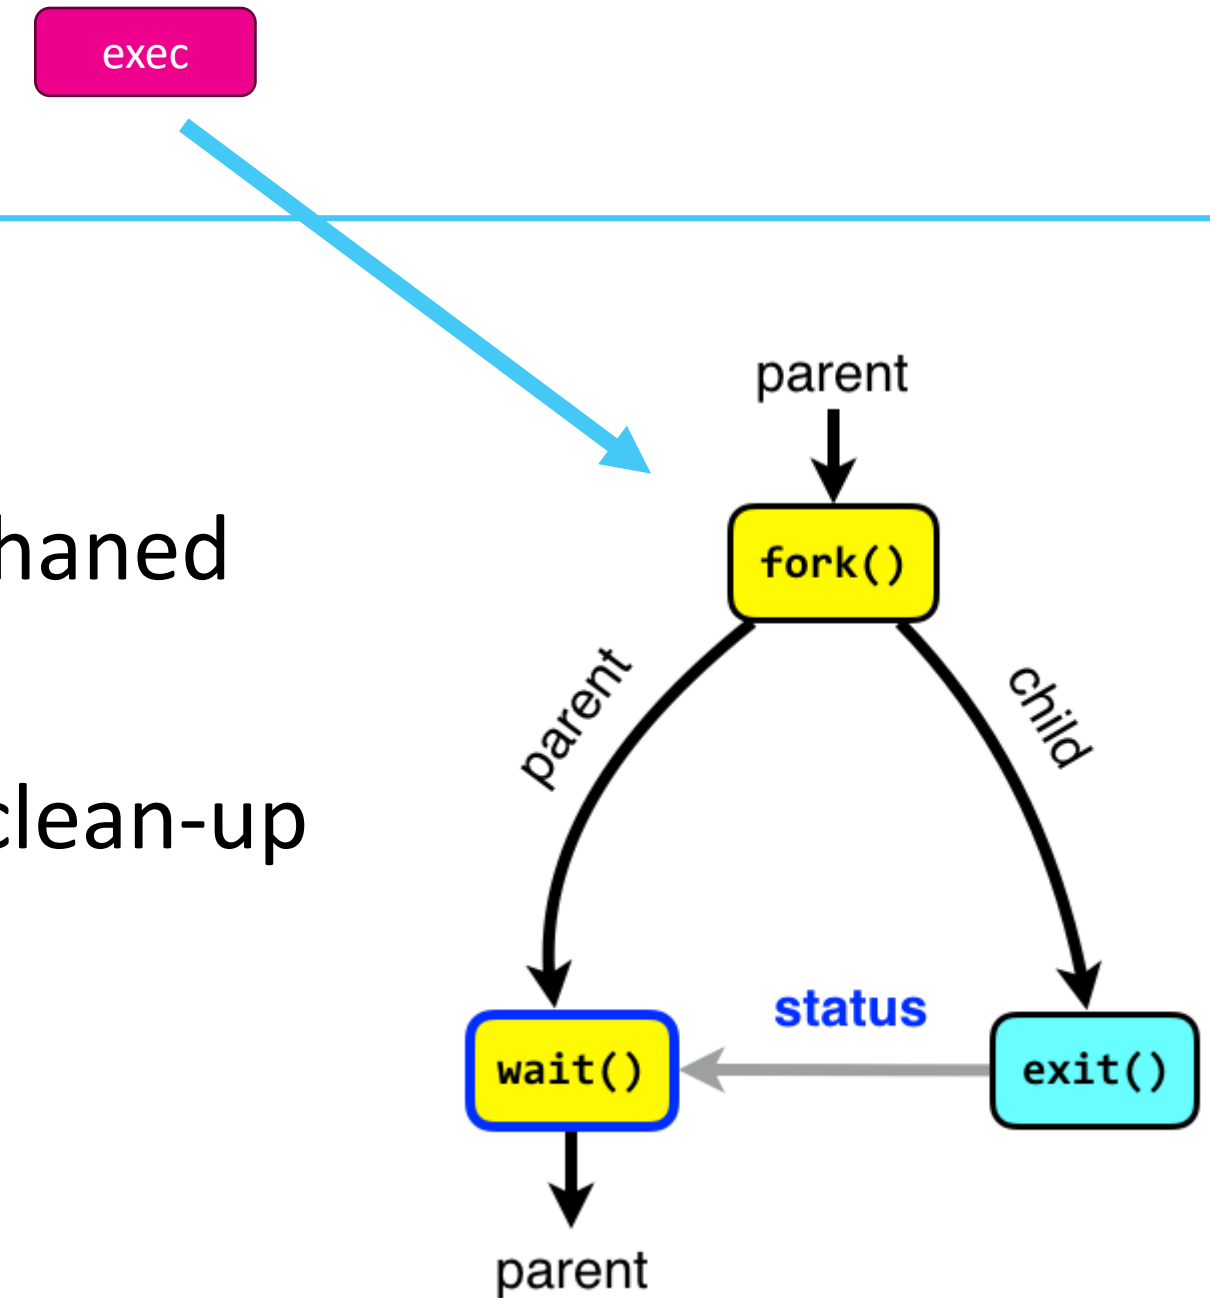 exec
parent
haned
fork()
parent
child
clean-up
status
wait()
exit()
parent